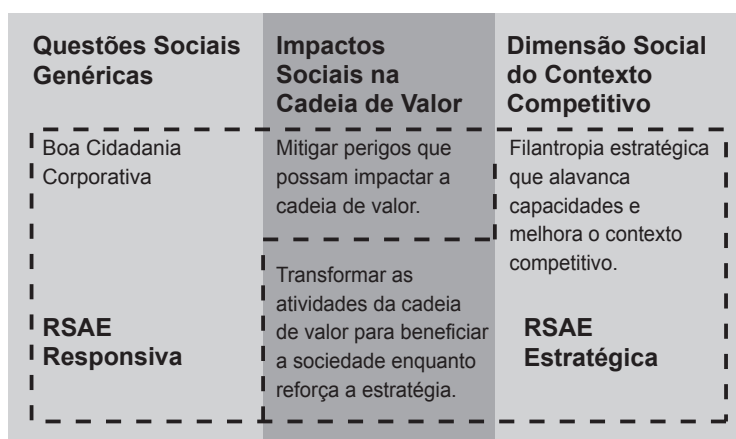 Questões Sociais
Genéricas
Impactos
Sociais na
Cadeia de Valor
Dimensão Social
do Contexto
Competitivo
Boa Cidadania
Corporativa
Mitigar perigos que
possam impactar a
cadeia de valor.
Filantropia estratégica
que alavanca
capacidades e
melhora o contexto
competitivo.
Transformar as
atividades da cadeia
de valor para beneficiar
a sociedade enquanto
reforça a estratégia.
RSAE
Responsiva
RSAE
Estratégica